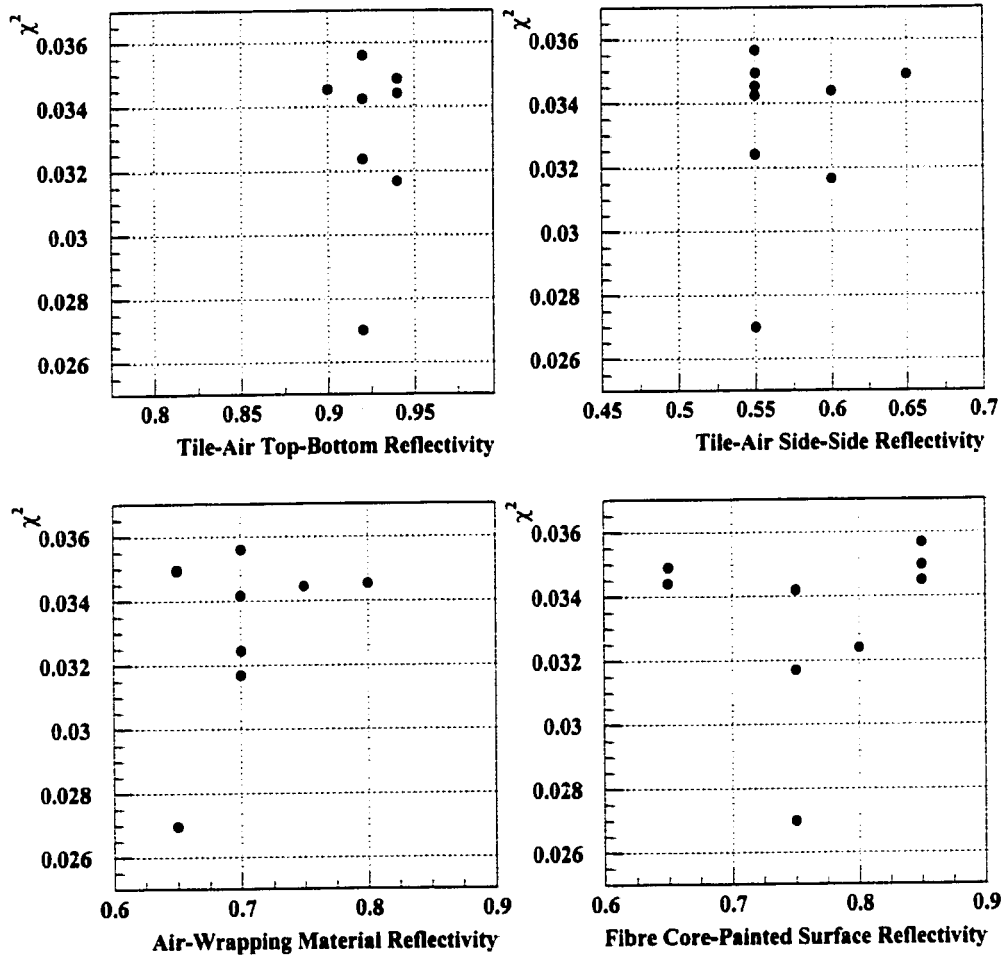 χ²
0.036
0.034
0.032
0.03
0.028
0.026
0.8 0.85 0.9 0.95
Tile-Air Top-Bottom Reflectivity
χ²
0.036
0.034
0.032
0.03
0.028
0.026
0.45 0.5 0.55 0.6 0.65 0.7
Tile-Air Side-Side Reflectivity
χ²
0.036
0.034
0.032
0.03
0.028
0.026
0.6 0.7 0.8 0.9
Air-Wrapping Material Reflectivity
χ²
0.036
0.034
0.032
0.03
0.028
0.026
0.6 0.7 0.8 0.9
Fibre Core-Painted Surface Reflectivity